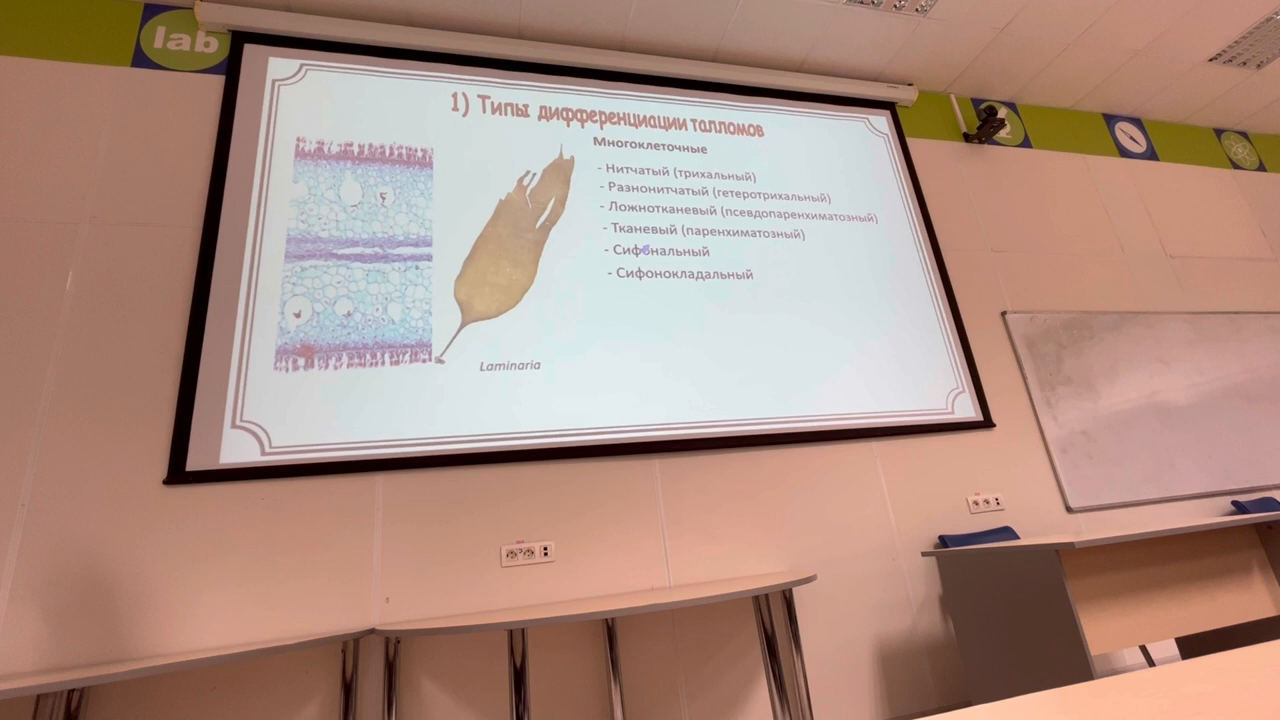 lab
1) Типы дифференциации талломов
Многоклеточные
- Нитчатый (трихальный)
- Разнонитчатый (гетеротрихальный)
- Ложнотканевый (псевдопаренхиматозный)
- Тканевый (паренхиматозный)
- Сифональный
- Сифонокладальный
Laminaria